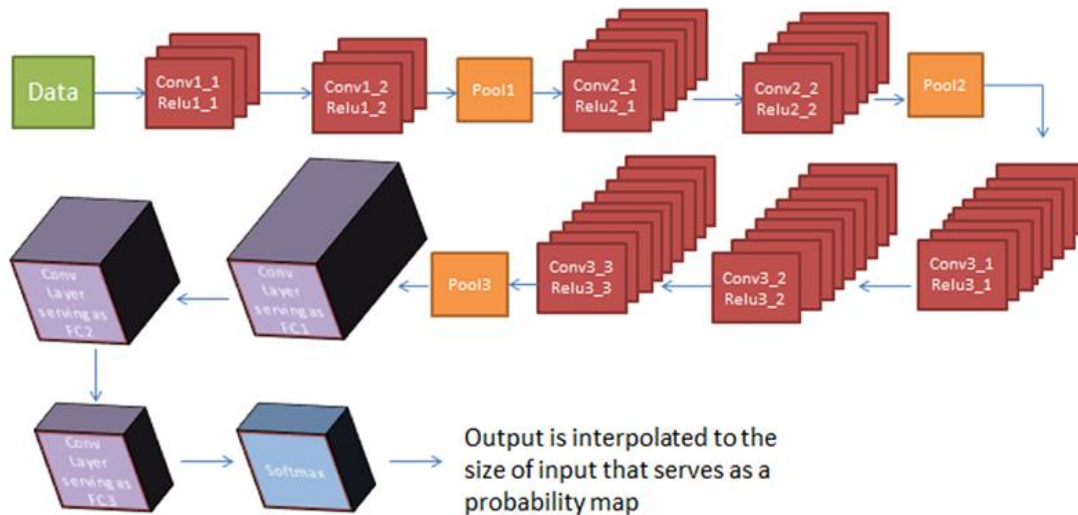 Data
Conv1_1
Relu1_1
Conv1_2
Relu1_2
Pool1
Conv2_1
Relu2_1
Conv2_2
Relu2_2
Pool2
Conv3_1
Relu3_1
Conv3_2
Relu3_2
Conv3_3
Relu3_3
Pool3
Conv
Layer
serving as
FC1
Conv
Layer
serving as
FC2
Conv
Layer
serving as
FC3
Softmax
Output is interpolated to the
size of input that serves as a
probability map